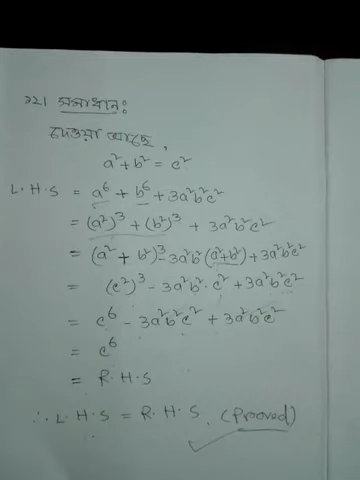 ১২। সমাধান:
দেওয়া আছে,
a² + b² = c²
L.H.S = a⁶ + b⁶ + 3a²b²c²
= (a²)³ + (b²)³ + 3a²b²c²
= (a² + b²)³ - 3a²b²(a²+b²) + 3a²b²c²
= (c²)³ - 3a²b².c² + 3a²b²c²
= c⁶ - 3a²b²c² + 3a²b²c²
= c⁶
= R.H.S
∴ L.H.S = R.H.S. (Proved)